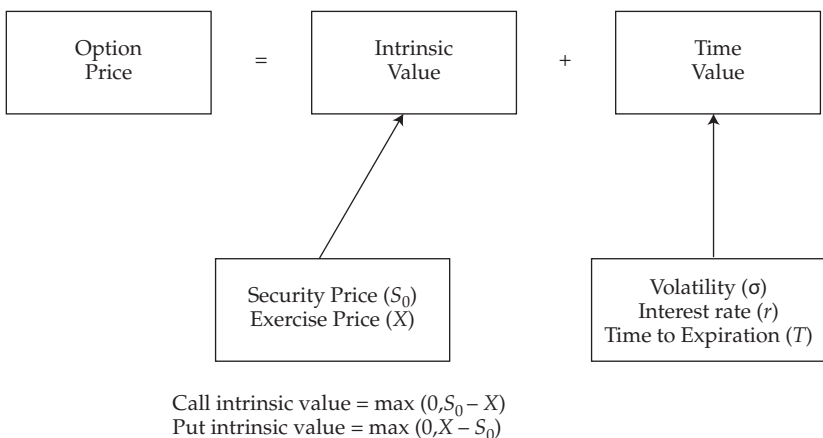 Option
Price
=
Intrinsic
Value
+
Time
Value
Security Price (S₀)
Exercise Price (X)
Volatility (σ)
Interest rate (r)
Time to Expiration (T)
Call intrinsic value = max (0,S₀ – X)
Put intrinsic value = max (0,X – S₀)